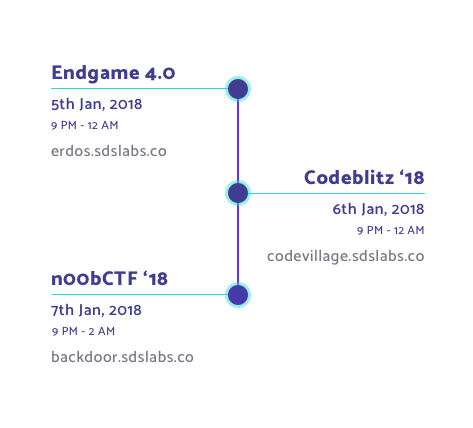 Endgame 4.0
5th Jan, 2018
9 PM - 12 AM
erdos.sdslabs.co
Codeblitz ‘18
6th Jan, 2018
9 PM - 12 AM
codevillage.sdslabs.co
n00bCTF ‘18
7th Jan, 2018
9 PM - 2 AM
backdoor.sdslabs.co